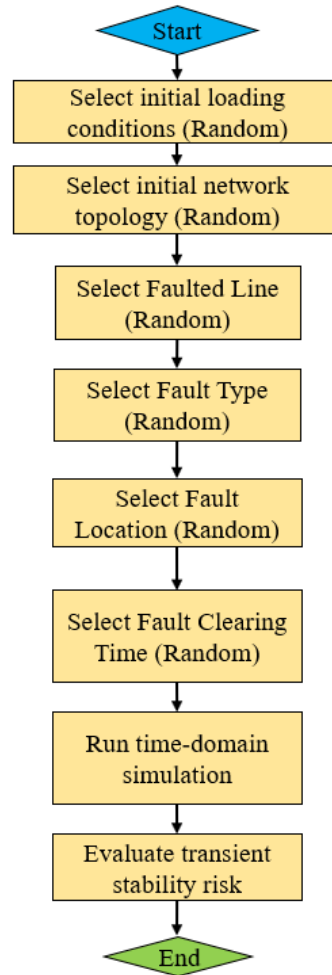 Start
Select initial loading
conditions (Random)
Select initial network
topology (Random)
Select Faulted Line
(Random)
Select Fault Type
(Random)
Select Fault
Location (Random)
Select Fault Clearing
Time (Random)
Run time-domain
simulation
Evaluate transient
stability risk
End